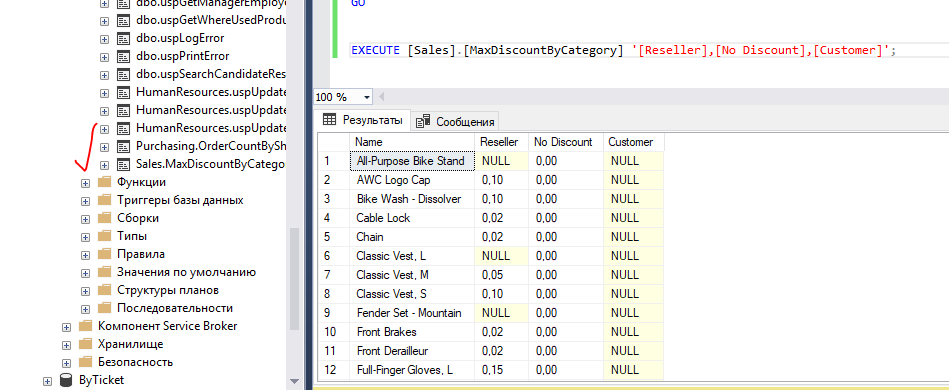 dbo.uspGetManagerEmploye
dbo.uspGetWhereUsedProdu
dbo.uspLogError
dbo.uspPrintError
dbo.uspSearchCandidateRes
HumanResources.uspUpdate
HumanResources.uspUpdate
HumanResources.uspUpdate
Purchasing.OrderCountBySh
Sales.MaxDiscountByCatego
Функции
Триггеры базы данных
Сборки
Типы
Правила
Значения по умолчанию
Структуры планов
Последовательности
Компонент Service Broker
Хранилище
Безопасность
ByTicket
GO
EXECUTE [Sales].[MaxDiscountByCategory] '[Reseller],[No Discount],[Customer]';
100 %
Результаты Сообщения
Name Reseller No Discount Customer
1 All-Purpose Bike Stand NULL 0,00 NULL
2 AWC Logo Cap 0,10 0,00 NULL
3 Bike Wash - Dissolver 0,10 0,00 NULL
4 Cable Lock 0,02 0,00 NULL
5 Chain 0,02 0,00 NULL
6 Classic Vest, L NULL 0,00 NULL
7 Classic Vest, M 0,05 0,00 NULL
8 Classic Vest, S 0,10 0,00 NULL
9 Fender Set - Mountain NULL 0,00 NULL
10 Front Brakes 0,02 0,00 NULL
11 Front Derailleur 0,02 0,00 NULL
12 Full-Finger Gloves, L 0,15 0,00 NULL